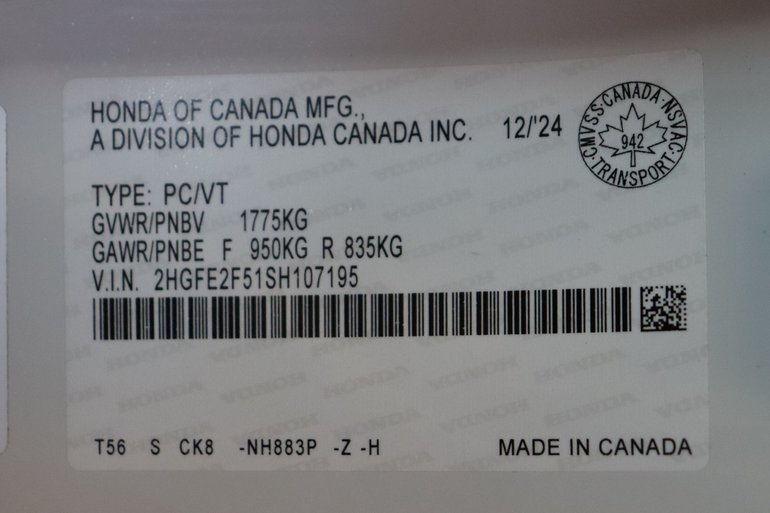 HONDA OF CANADA MFG.,
A DIVISION OF HONDA CANADA INC. 12/'24
CMVSS·CANADA·NSVAC·TRANSPORT·
942
TYPE: PC/VT
GVWR/PNBV 1775KG
GAWR/PNBE F 950KG R 835KG
V.I.N. 2HGFE2F51SH107195
T56 S CK8 -NH883P -Z -H MADE IN CANADA